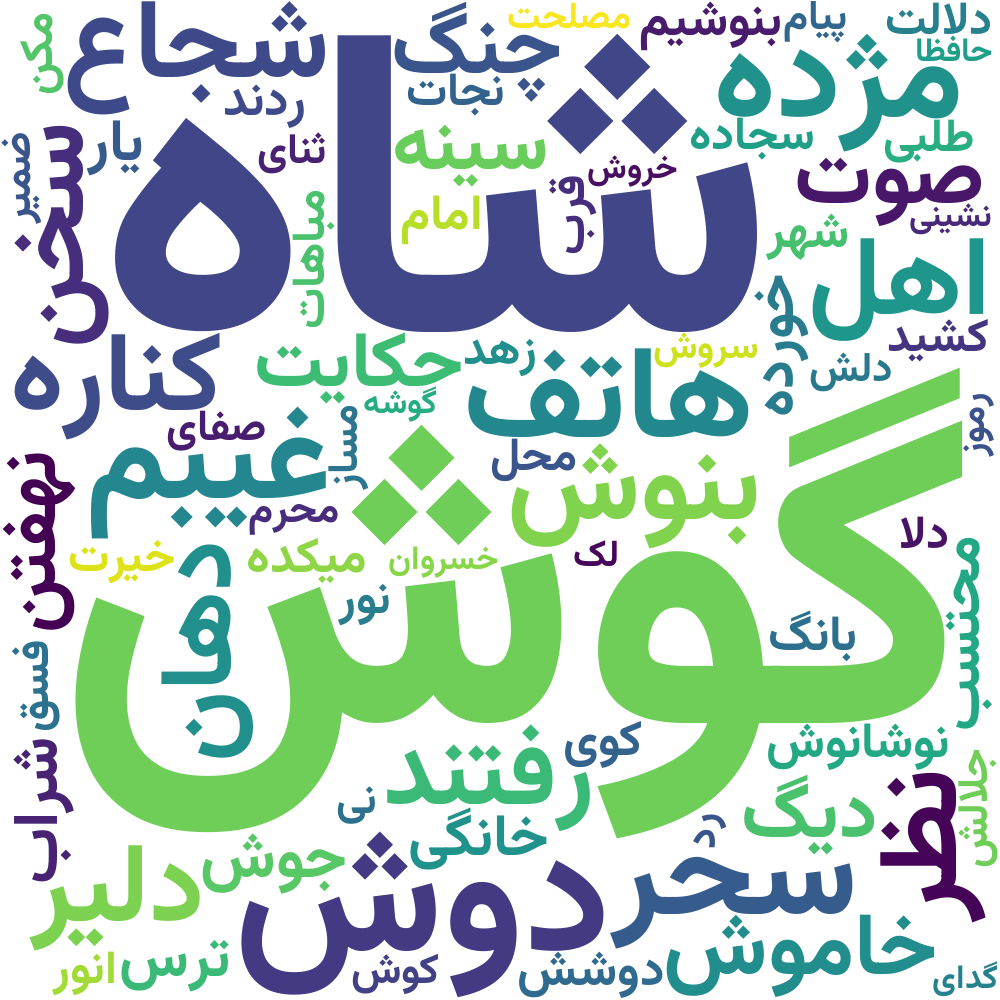 دلالت
پیام
مصلحت
بنوشیم
شجاع
چنگ
حافظا
مکن
شاه
مژده
نجات
ردند
سجاده
طلبی
سخن
یار
ضمیر
ثنای
سینه
خروش
صوت
قرب
نشینی
مباهات
امام
شهر
اهل
خورده
کشید
کناره
حکایت
زهد
سروش
دلش
هاتف
گوشه
رموز
صفای
مساز
غیبم
محل
بنوش
گوش
نهفتن
محرم
دلا
خیرت
میکده
خسروان
لک
محتسب
دهان
نور
بانگ
فسق
کوی
نوشانوش
رفتند
شراب
جلالش
نظر
نی
دیگ
رد
خانگی
جوش
دلیر
دوش
سحر
خاموش
ترس
انور
کوش
دوشش
گدای